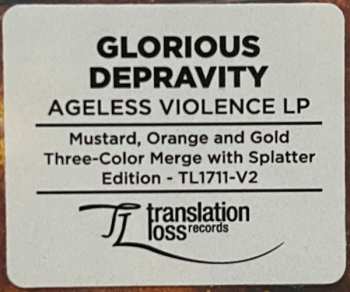 GLORIOUS
DEPRAVITY
AGELESS VIOLENCE LP
Mustard, Orange and Gold
Three-Color Merge with Splatter
Edition - TL1711-V2
TL translation
loss records